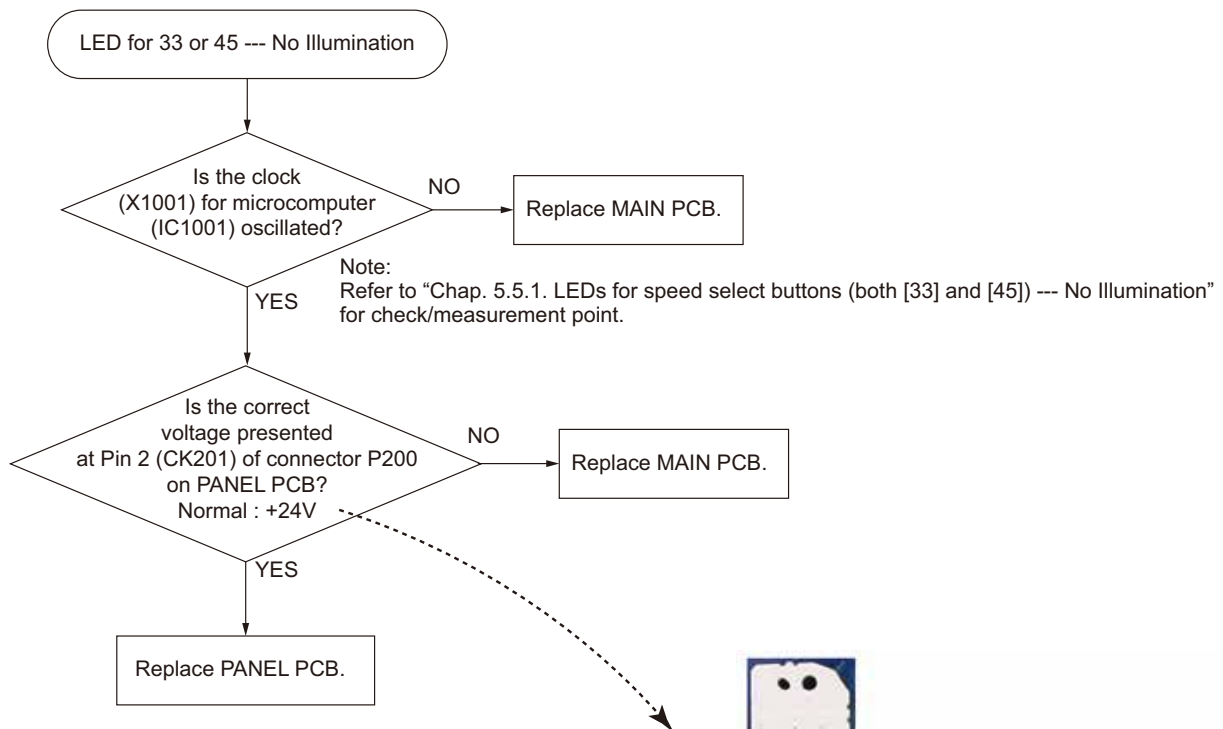 LED for 33 or 45 --- No Illumination
Is the clock
(X1001) for microcomputer
(IC1001) oscillated?
NO
Replace MAIN PCB.
Note:
Refer to “Chap. 5.5.1. LEDs for speed select buttons (both [33] and [45]) --- No Illumination”
for check/measurement point.
YES
Is the correct
voltage presented
at Pin 2 (CK201) of connector P200
on PANEL PCB?
Normal : +24V
NO
Replace MAIN PCB.
YES
Replace PANEL PCB.